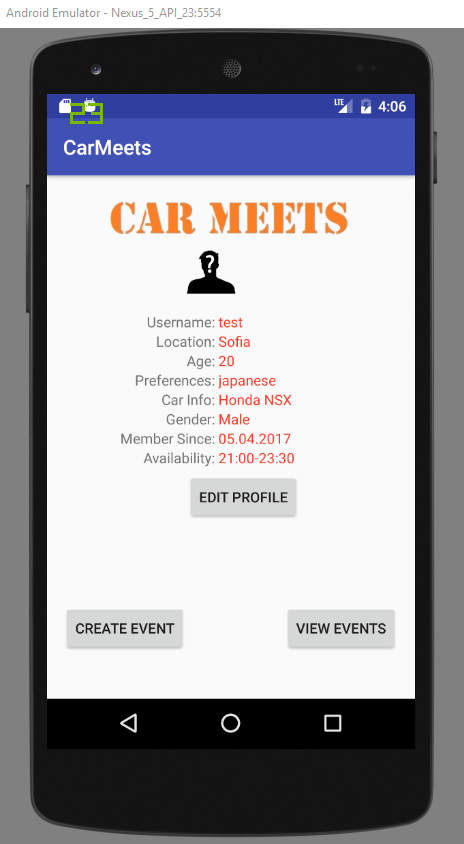 Android Emulator - Nexus_5_API_23:5554
23
LTE 4:06
CarMeets
CAR MEETS
?
Username: test
Location: Sofia
Age: 20
Preferences: japanese
Car Info: Honda NSX
Gender: Male
Member Since: 05.04.2017
Availability: 21:00-23:30
EDIT PROFILE
CREATE EVENT VIEW EVENTS